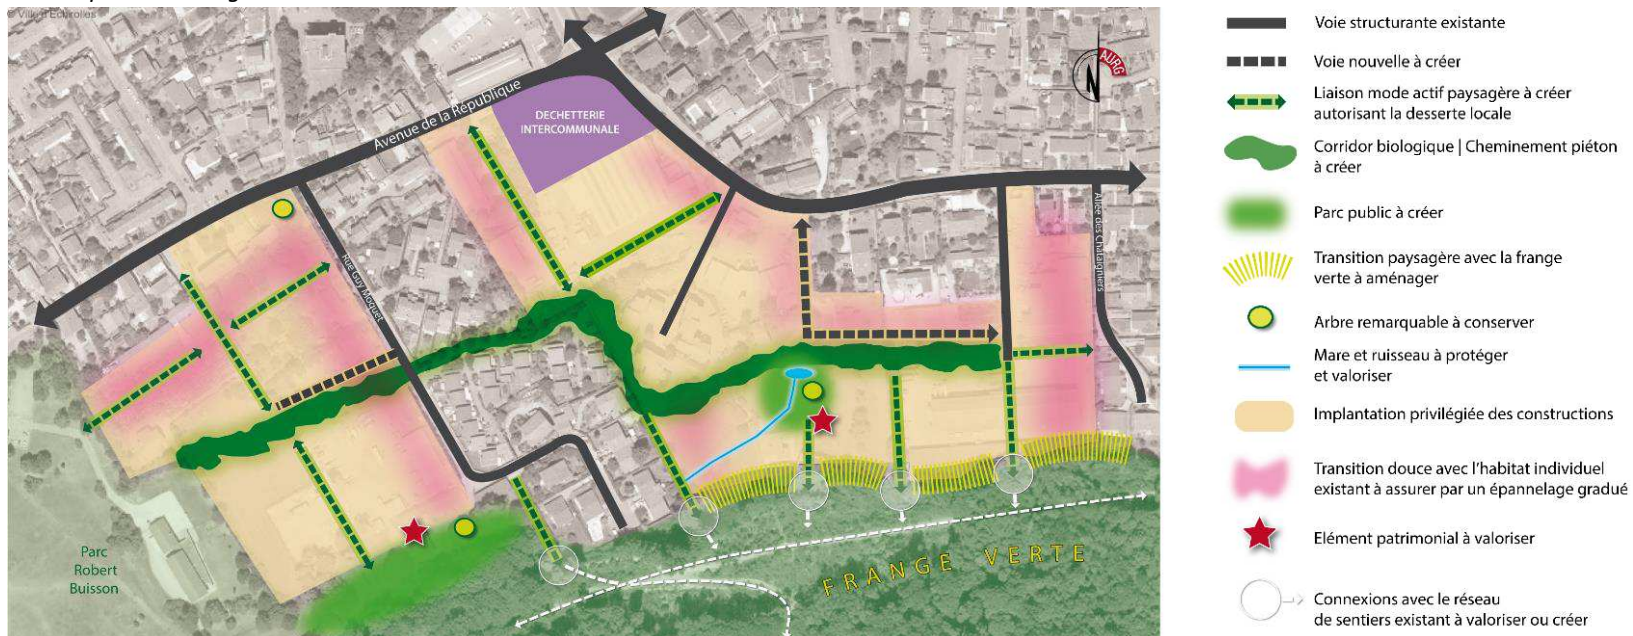 © Ville d'Echirolles
Avenue de la République
DECHETTERIE
INTERCOMMUNALE
AURG
N
Rue Guy Moquet
Allée des Châtaigniers
Parc
Robert
Buisson
FRANGE VERTE
Voie structurante existante
Voie nouvelle à créer
Liaison mode actif paysagère à créer
autorisant la desserte locale
Corridor biologique | Cheminement piéton
à créer
Parc public à créer
Transition paysagère avec la frange
verte à aménager
Arbre remarquable à conserver
Mare et ruisseau à protéger
et valoriser
Implantation privilégiée des constructions
Transition douce avec l'habitat individuel
existant à assurer par un épannelage gradué
Elément patrimonial à valoriser
Connexions avec le réseau
de sentiers existant à valoriser ou créer